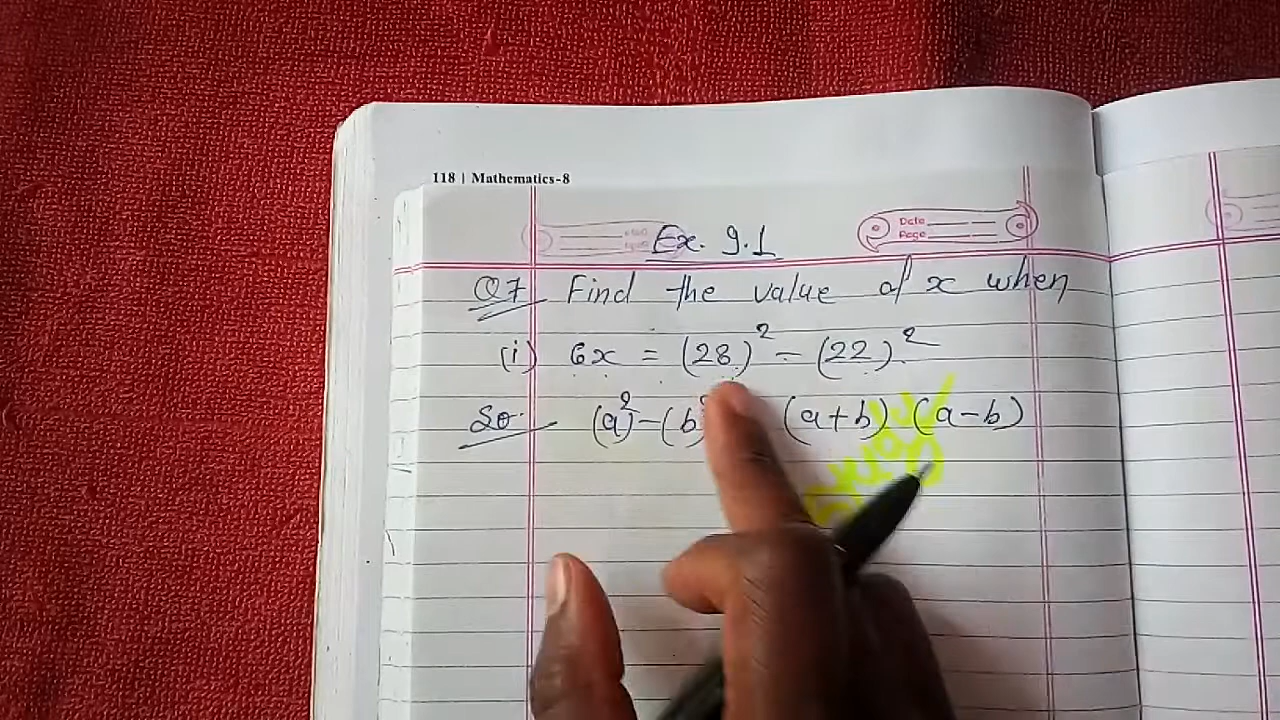 118 | Mathematics-8
Date
Page
Ex. 9.1
Q7 Find the value of x when
(i) 6x = (28)² - (22)²
So. (a)² - (b (a+b) (a-b)